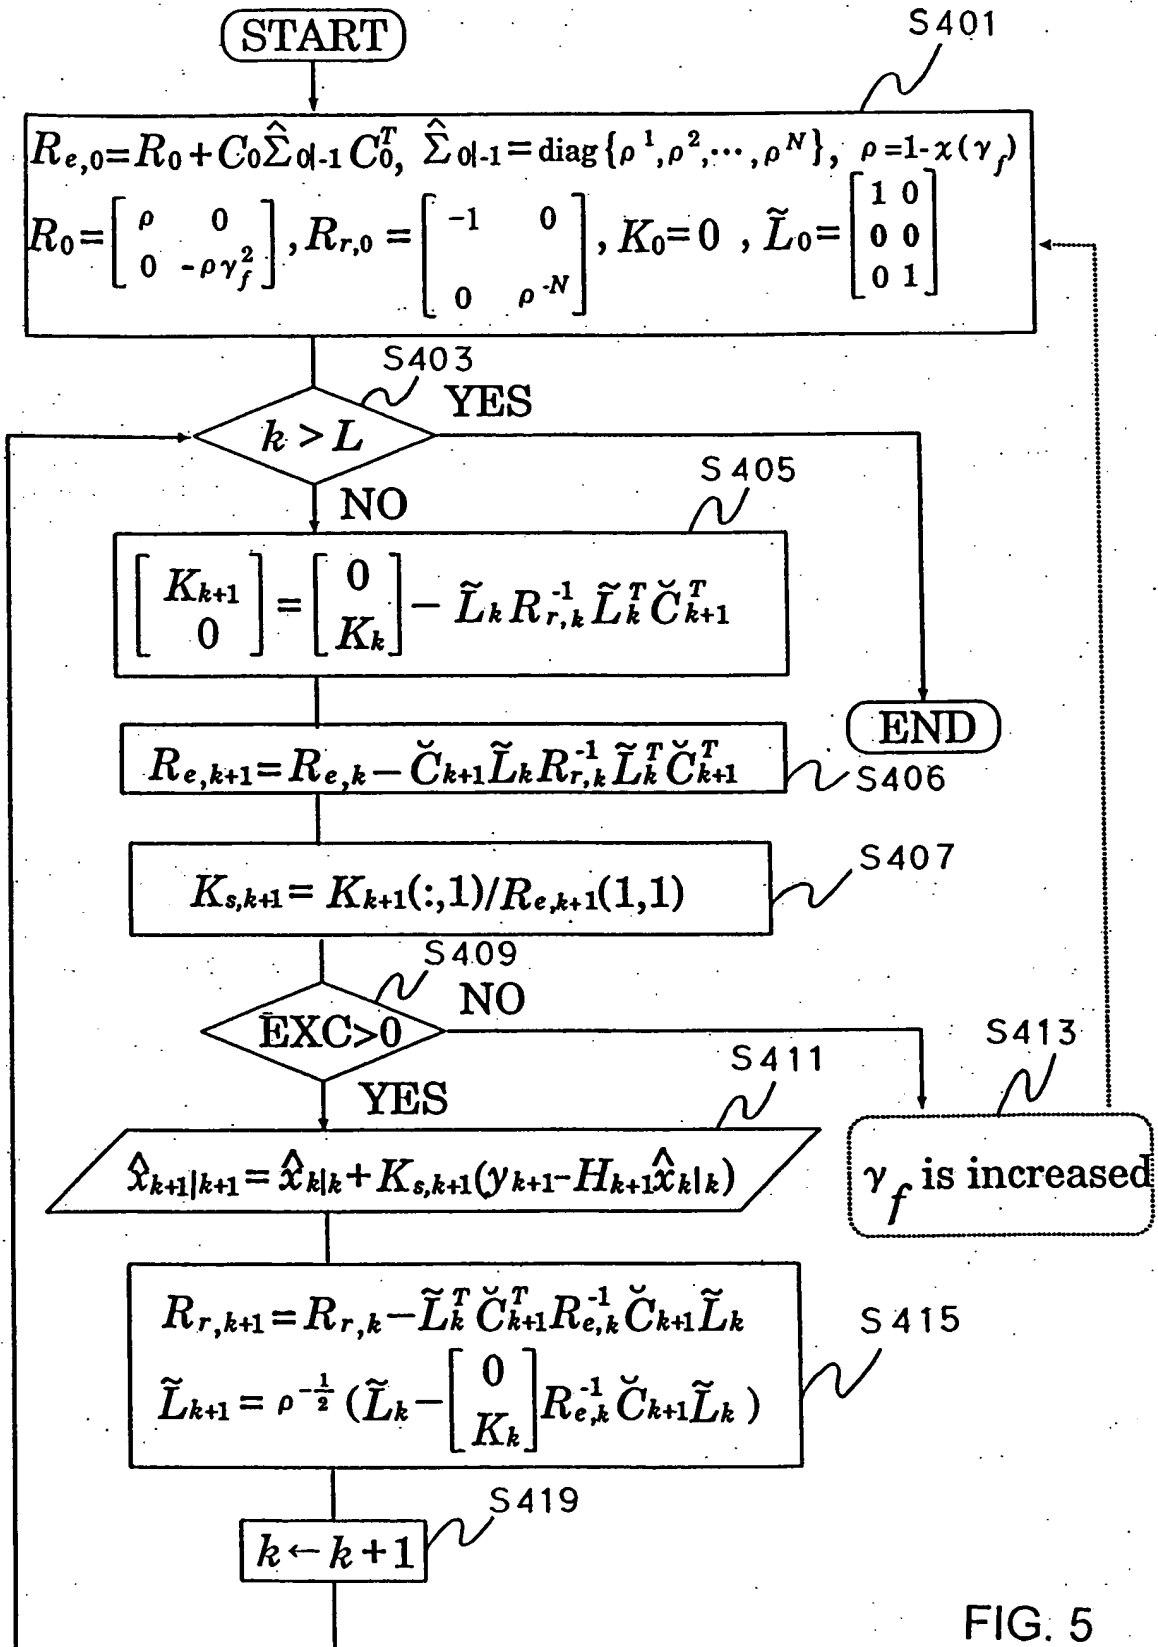 START
S401
R_{e,0}=R_0+C_0\hat{\Sigma}_{0|-1}C_0^T, \hat{\Sigma}_{0|-1}=diag{ρ^1,ρ^2,⋯,ρ^N}, ρ=1-χ(γ_f)
R_0=[ρ 0; 0 -ργ_f^2], R_{r,0}=[-1 0; 0 ρ^{-N}], K_0=0, \tilde{L}_0=[1 0; 0 0; 0 1]
S403
k>L
YES
NO
S405
[K_{k+1}; 0]=[0; K_k]-\tilde{L}_k R_{r,k}^{-1}\tilde{L}_k^T\breve{C}_{k+1}^T
END
R_{e,k+1}=R_{e,k}-\breve{C}_{k+1}\tilde{L}_k R_{r,k}^{-1}\tilde{L}_k^T\breve{C}_{k+1}^T
S406
S407
K_{s,k+1}=K_{k+1}(:,1)/R_{e,k+1}(1,1)
S409
EXC>0
NO
YES
S411
S413
\hat{x}_{k+1|k+1}=\hat{x}_{k|k}+K_{s,k+1}(y_{k+1}-H_{k+1}\hat{x}_{k|k})
γ_f is increased
R_{r,k+1}=R_{r,k}-\tilde{L}_k^T\breve{C}_{k+1}^T R_{e,k}^{-1}\breve{C}_{k+1}\tilde{L}_k
S415
\tilde{L}_{k+1}=ρ^{-\frac{1}{2}}(\tilde{L}_k-[0; K_k]R_{e,k}^{-1}\breve{C}_{k+1}\tilde{L}_k)
S419
k←k+1
FIG. 5